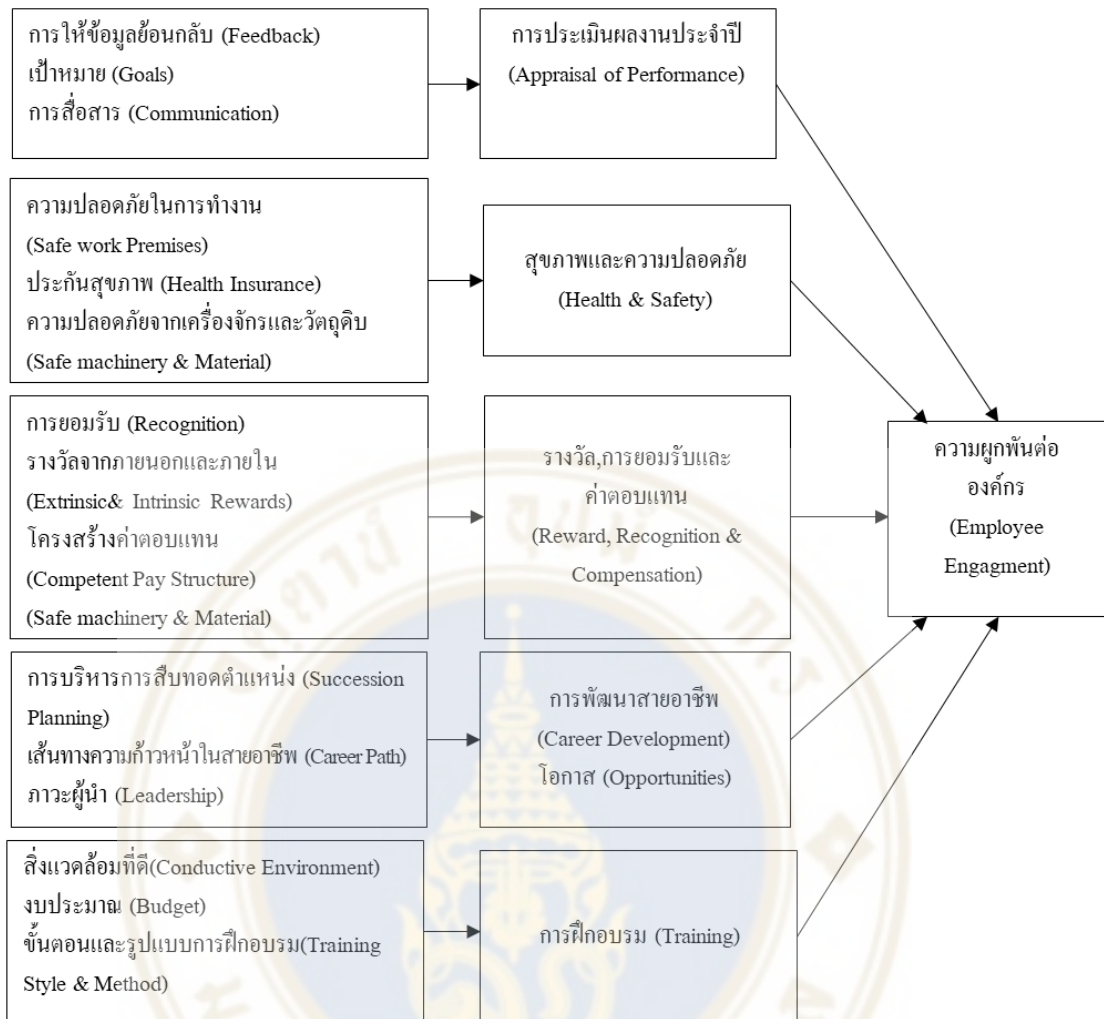 การให้ข้อมูลย้อนกลับ (Feedback)
เป้าหมาย (Goals)
การสื่อสาร (Communication)
การประเมินผลงานประจำปี
(Appraisal of Performance)
ความปลอดภัยในการทำงาน
(Safe work Premises)
ประกันสุขภาพ (Health Insurance)
ความปลอดภัยจากเครื่องจักรและวัตถุดิบ
(Safe machinery & Material)
สุขภาพและความปลอดภัย
(Health & Safety)
การยอมรับ (Recognition)
รางวัลจากภายนอกและภายใน
(Extrinsic& Intrinsic Rewards)
โครงสร้างค่าตอบแทน
(Competent Pay Structure)
(Safe machinery & Material)
รางวัล,การยอมรับและ
ค่าตอบแทน
(Reward, Recognition &
Compensation)
ความผูกพันต่อ
องค์กร
(Employee
Engagment)
การบริหารการสืบทอดตำแหน่ง (Succession
Planning)
เส้นทางความก้าวหน้าในสายอาชีพ (Career Path)
ภาวะผู้นำ (Leadership)
การพัฒนาสายอาชีพ
(Career Development)
โอกาส (Opportunities)
สิ่งแวดล้อมที่ดี(Conductive Environment)
งบประมาณ (Budget)
ขั้นตอนและรูปแบบการฝึกอบรม(Training
Style & Method)
การฝึกอบรม (Training)